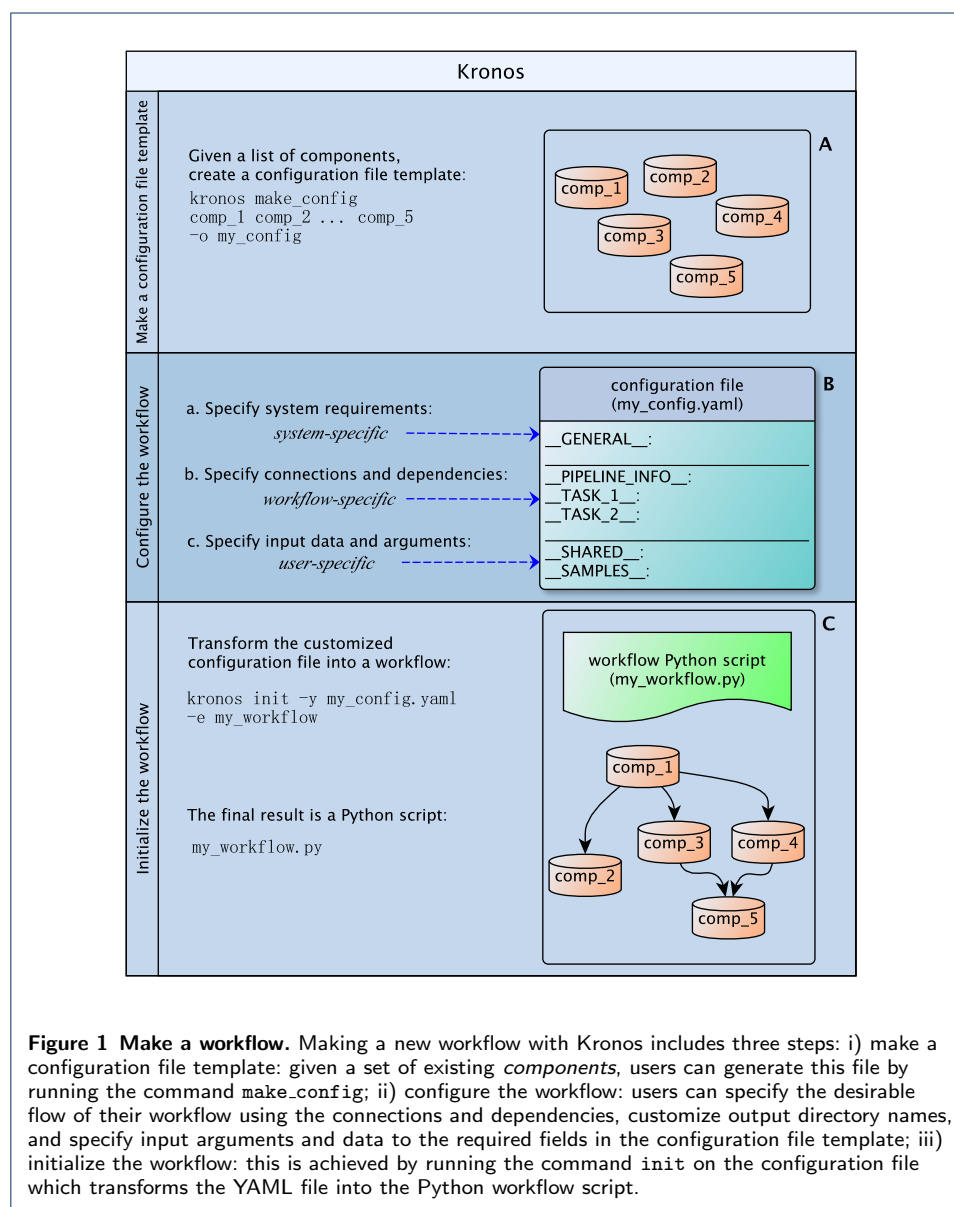 Kronos
Make a configuration file template
Given a list of components,
create a configuration file template:
kronos make_config
comp_1 comp_2 ... comp_5
-o my_config
A
comp_1
comp_2
comp_3
comp_4
comp_5
Configure the workflow
a. Specify system requirements:
system-specific
b. Specify connections and dependencies:
workflow-specific
c. Specify input data and arguments:
user-specific
B
configuration file
(my_config.yaml)
__GENERAL__:
__PIPELINE_INFO__:
__TASK_1__:
__TASK_2__:
__SHARED__:
__SAMPLES__:
Initialize the workflow
Transform the customized
configuration file into a workflow:
kronos init -y my_config.yaml
-e my_workflow
The final result is a Python script:
my_workflow.py
C
workflow Python script
(my_workflow.py)
comp_1
comp_3
comp_4
comp_2
comp_5
Figure 1 Make a workflow. Making a new workflow with Kronos includes three steps: i) make a
configuration file template: given a set of existing components, users can generate this file by
running the command make_config; ii) configure the workflow: users can specify the desirable
flow of their workflow using the connections and dependencies, customize output directory names,
and specify input arguments and data to the required fields in the configuration file template; iii)
initialize the workflow: this is achieved by running the command init on the configuration file
which transforms the YAML file into the Python workflow script.